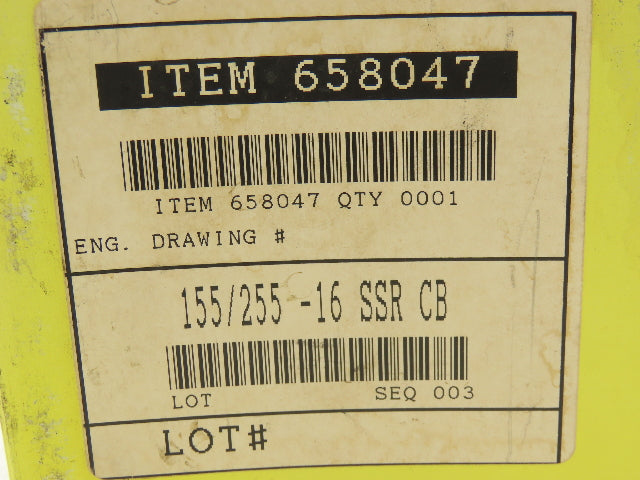 ITEM 658047
ITEM 658047 QTY 0001
ENG. DRAWING #
155/255 -16 SSR CB
LOT SEQ 003
LOT#